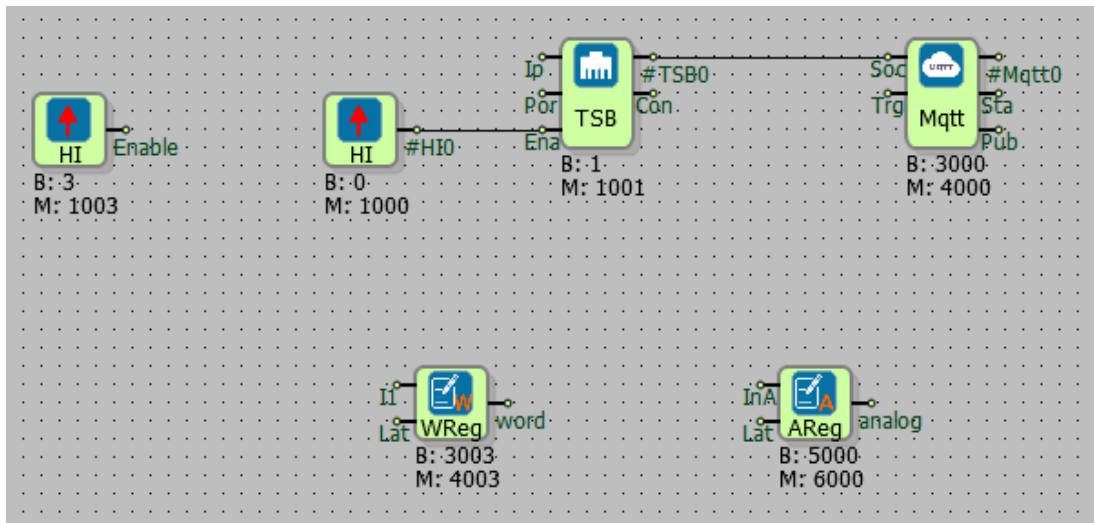 Ip
#TSB0
Soc
MQTT
#Mqtt0
Por
TSB
Con
Trg
Mqtt
Sta
HI
Enable
HI
#HI0
Ena
Pub
B: 3
M: 1003
B: 0
M: 1000
B: 1
M: 1001
B: 3000
M: 4000
I1
W
word
Lat
WReg
B: 3003
M: 4003
InA
A
analog
Lat
AReg
B: 5000
M: 6000